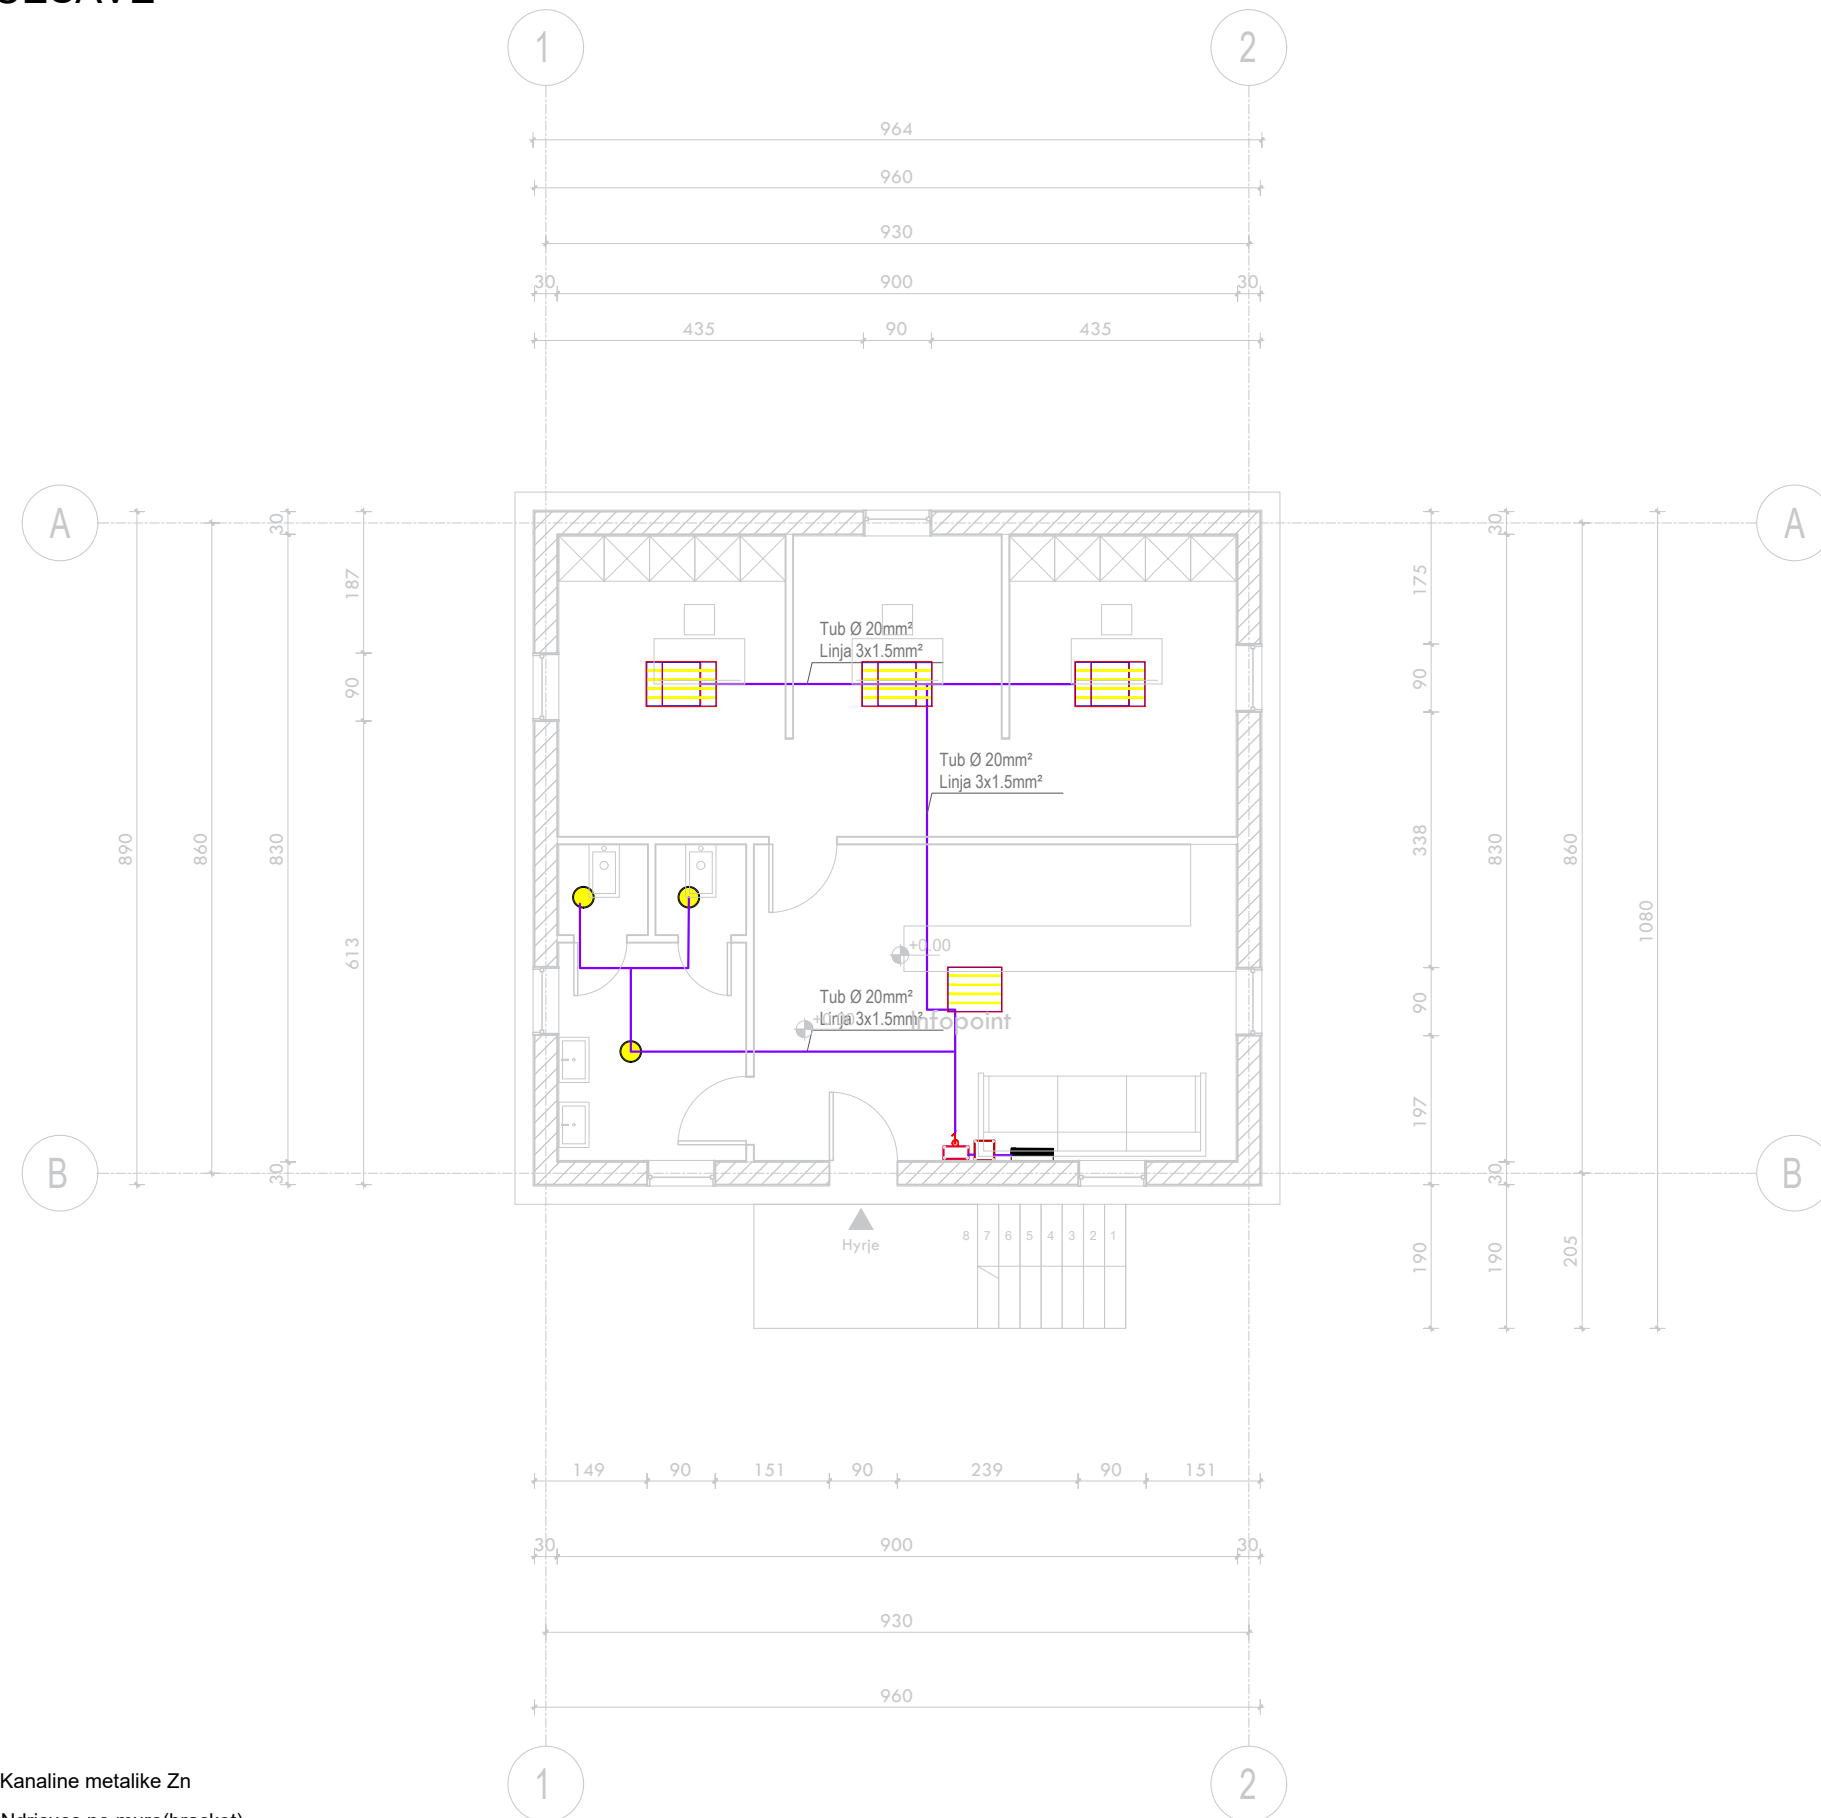 1 2
964
960
930
30 900 30
435 90 435
A A
30 30
187 175
Tub Ø 20mm²
Linja 3x1.5mm²
90 90
Tub Ø 20mm²
Linja 3x1.5mm²
890 860 830 338 830 860
1080
613 +0.00
90
Tub Ø 20mm²
Linja 3x1.5mm²
+0.00 Infopoint
197
B B
30 30
Hyrje
8 7 6 5 4 3 2 1
190 190 205
149 90 151 90 239 90 151
30 900 30
930
960
1 2
Kanaline metalike Zn